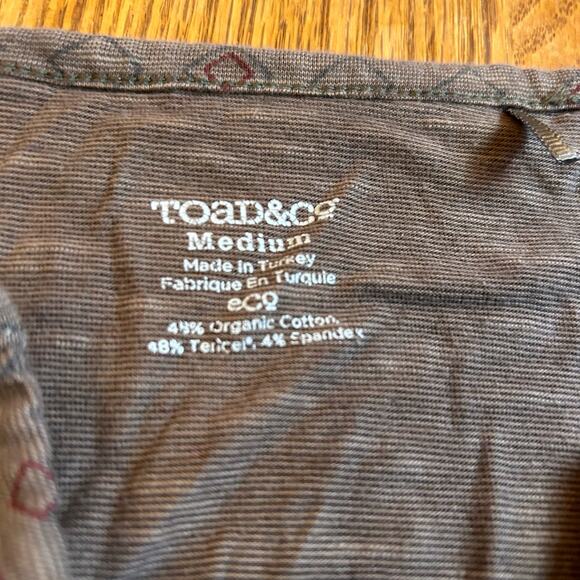 TOAD&CO
Medium
Made in Turkey
Fabrique En Turquie
eco
48% Organic Cotton,
48% Tencel®, 4% Spandex